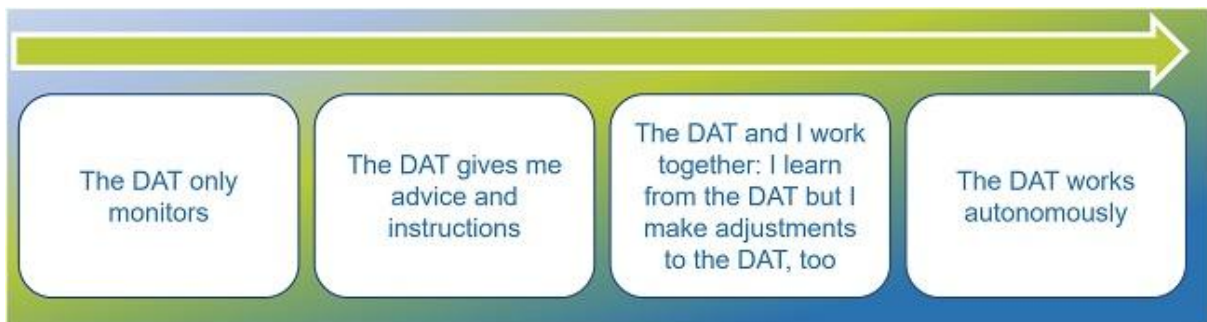 The DAT only
monitors
The DAT gives me
advice and
instructions
The DAT and I work
together: I learn
from the DAT but I
make adjustments
to the DAT, too
The DAT works
autonomously